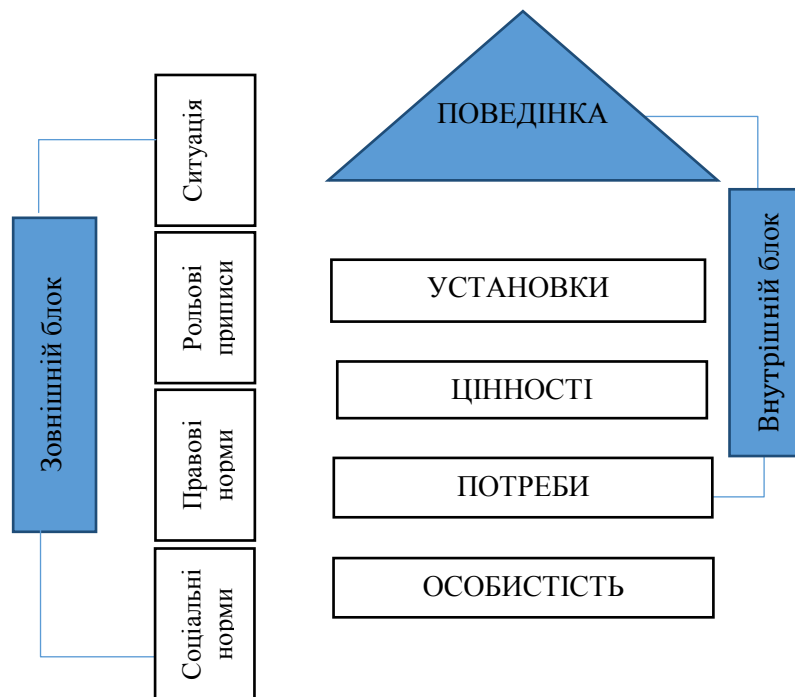 ПОВЕДІНКА
Ситуація
Рольові
приписи
Правові
норми
Соціальні
норми
Зовнішній блок
УСТАНОВКИ
ЦІННОСТІ
ПОТРЕБИ
ОСОБИСТІСТЬ
Внутрішній блок